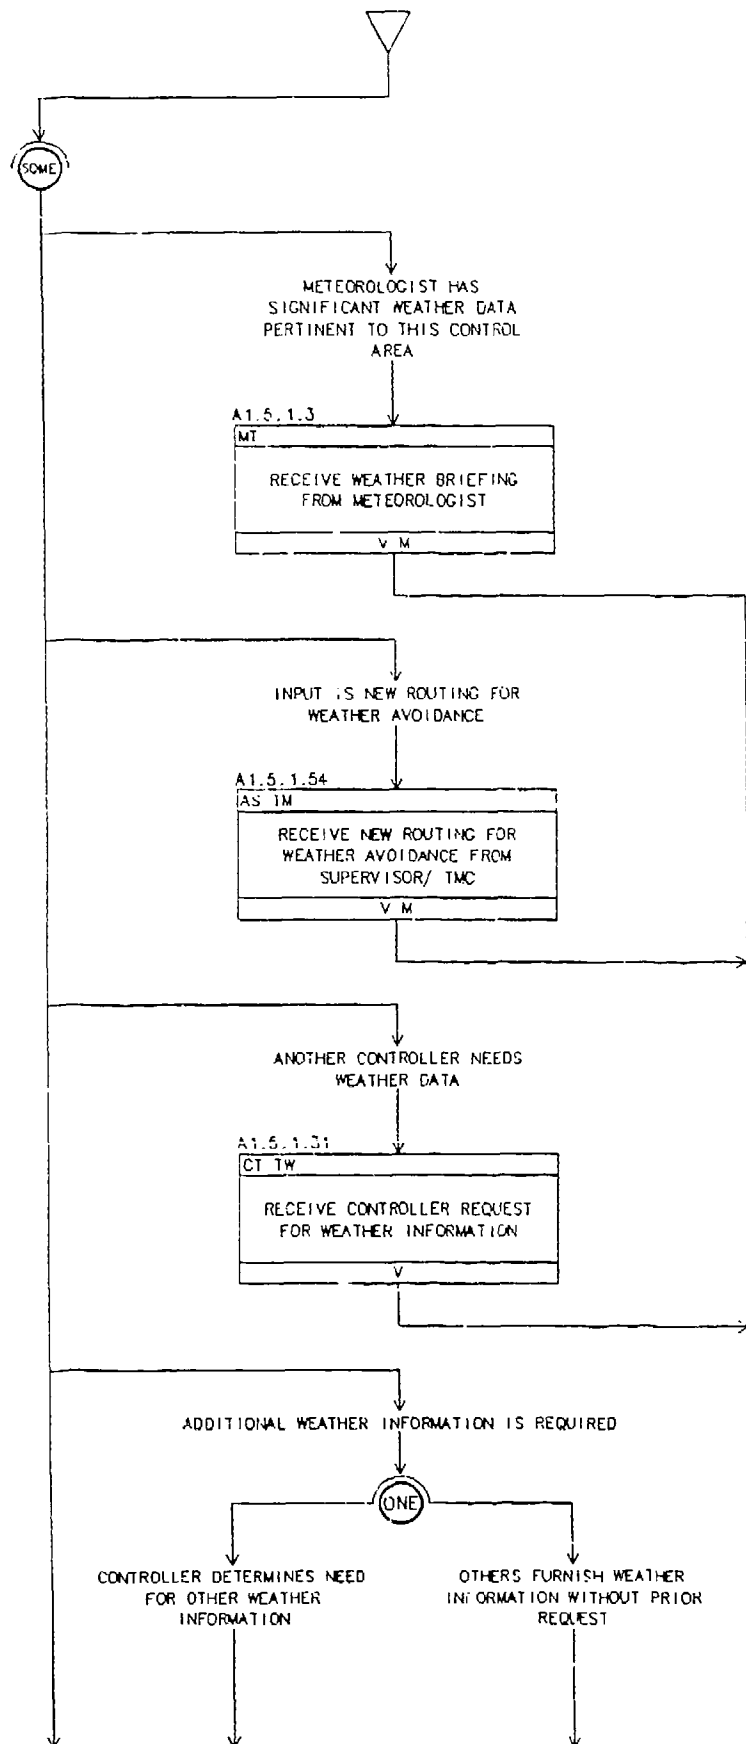 SOME
METEOROLOGIST HAS
SIGNIFICANT WEATHER DATA
PERTINENT TO THIS CONTROL
AREA
A1.5.1.3
MT
RECEIVE WEATHER BRIEFING
FROM METEOROLOGIST
V M
INPUT IS NEW ROUTING FOR
WEATHER AVOIDANCE
A1.5.1.54
AS TM
RECEIVE NEW ROUTING FOR
WEATHER AVOIDANCE FROM
SUPERVISOR/ TMC
V M
ANOTHER CONTROLLER NEEDS
WEATHER DATA
A1.5.1.31
CT TW
RECEIVE CONTROLLER REQUEST
FOR WEATHER INFORMATION
V
ADDITIONAL WEATHER INFORMATION IS REQUIRED
ONE
CONTROLLER DETERMINES NEED
FOR OTHER WEATHER
INFORMATION
OTHERS FURNISH WEATHER
INFORMATION WITHOUT PRIOR
REQUEST